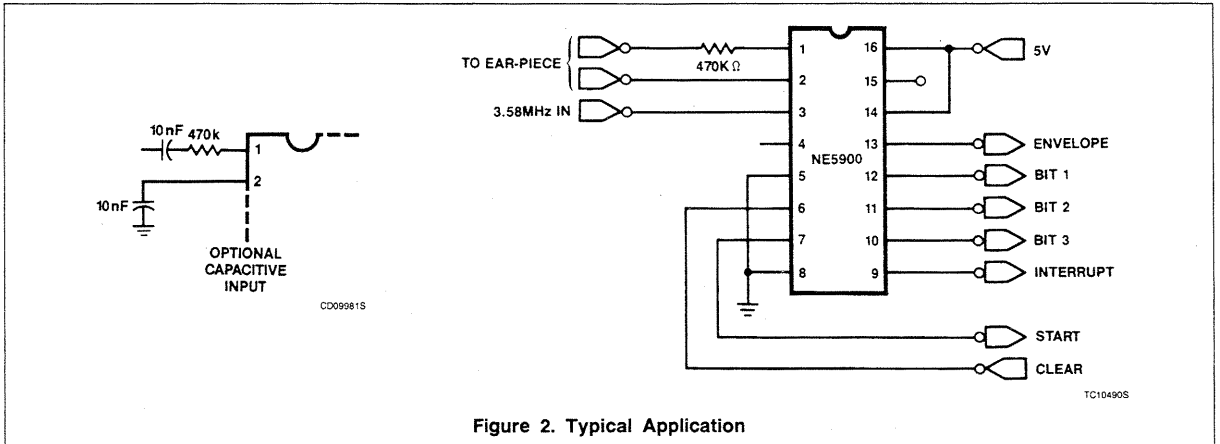 10nF 470k
1
2
10nF
OPTIONAL
CAPACITIVE
INPUT
CD09981S
TO EAR-PIECE
470KΩ
3.58MHz IN
1
2
3
4
5
6
7
8
NE5900
16
15
14
13
12
11
10
9
5V
ENVELOPE
BIT 1
BIT 2
BIT 3
INTERRUPT
START
CLEAR
TC10490S
Figure 2. Typical Application